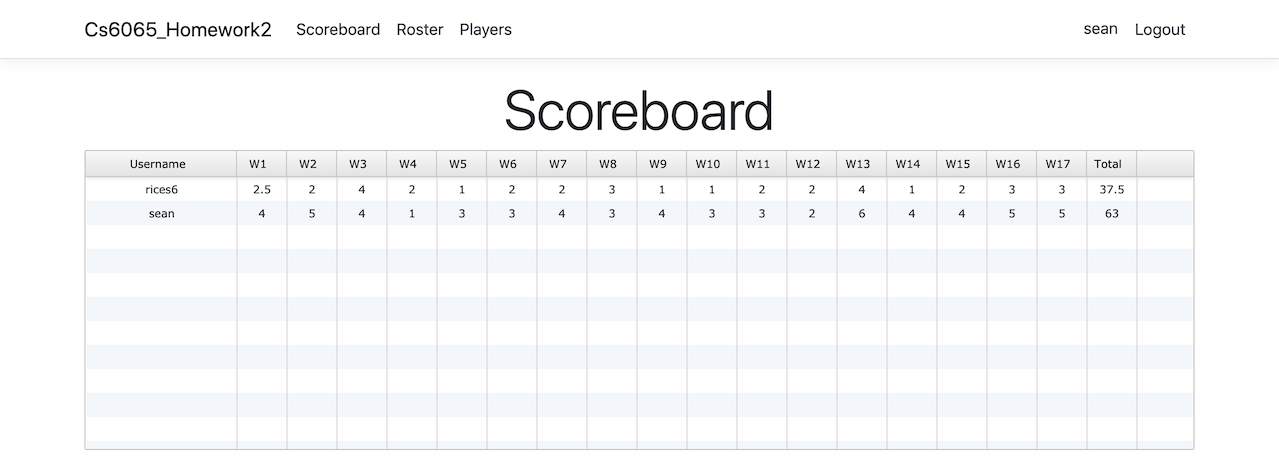 Cs6065_Homework2 Scoreboard Roster Players sean Logout
Scoreboard
Username W1 W2 W3 W4 W5 W6 W7 W8 W9 W10 W11 W12 W13 W14 W15 W16 W17 Total
rices6 2.5 2 4 2 1 2 2 3 1 1 2 2 4 1 2 3 3 37.5
sean 4 5 4 1 3 3 4 3 4 3 3 2 6 4 4 5 5 63